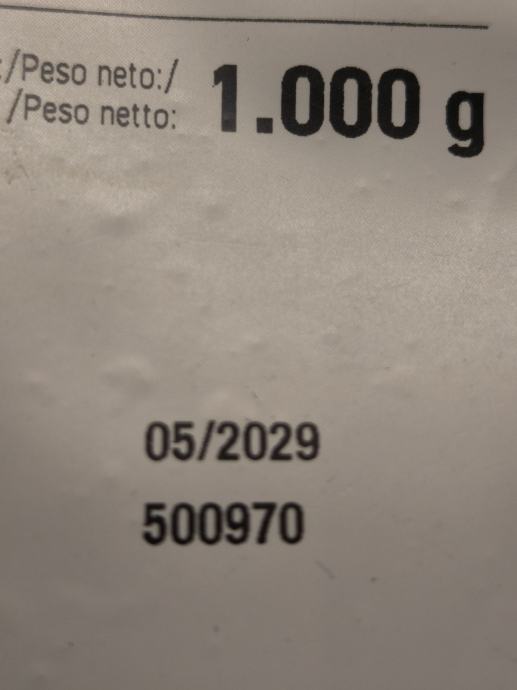 :/Peso neto:/
/Peso netto:
1.000 g
05/2029
500970